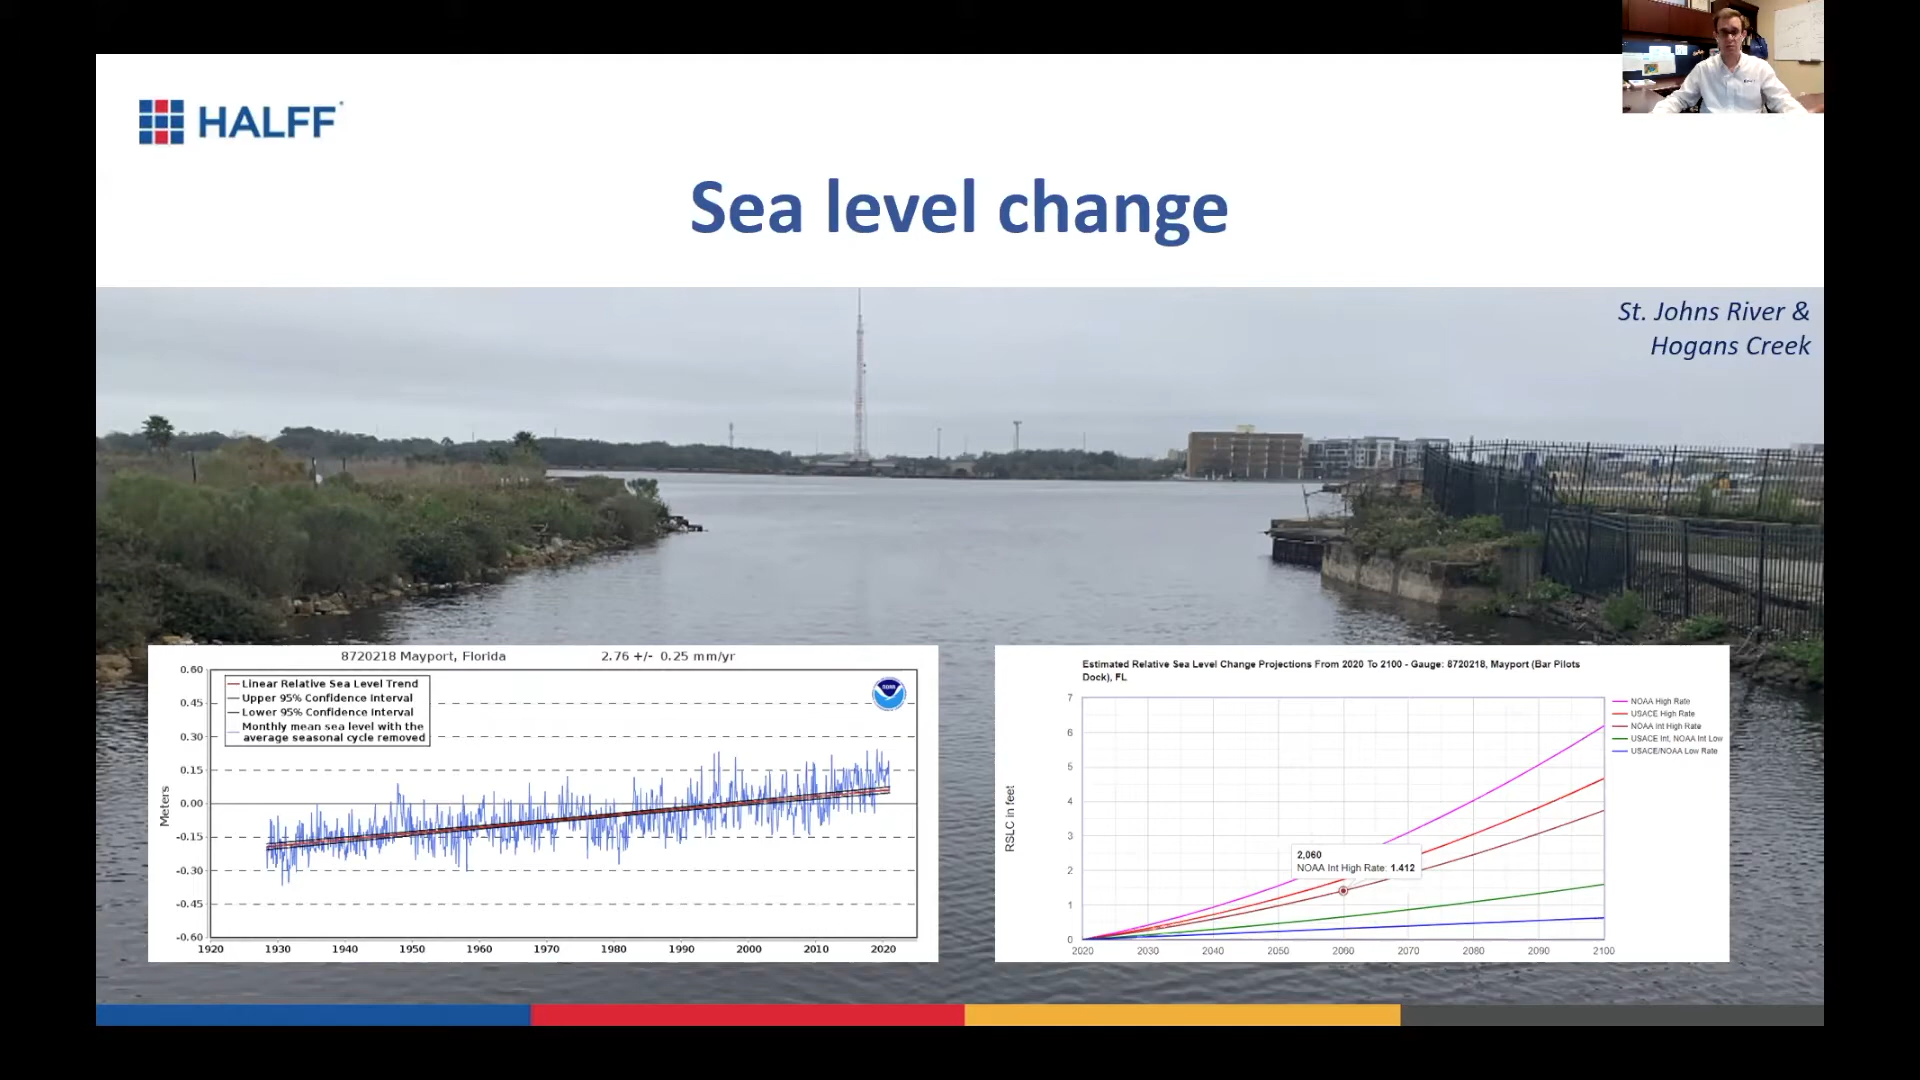 HALFF
Sea level change
St. Johns River &
Hogans Creek
8720218 Mayport, Florida 2.76 +/- 0.25 mm/yr
Linear Relative Sea Level Trend
Upper 95% Confidence Interval
Lower 95% Confidence Interval
Monthly mean sea level with the
average seasonal cycle removed
NOAA
Meters
0.60
0.45
0.30
0.15
0.00
-0.15
-0.30
-0.45
-0.60
1920 1930 1940 1950 1960 1970 1980 1990 2000 2010 2020
Estimated Relative Sea Level Change Projections From 2020 To 2100 - Gauge: 8720218, Mayport (Bar Pilots
Dock), FL
RSLC in feet
7
6
5
4
3
2
1
0
2020 2030 2040 2050 2060 2070 2080 2090 2100
2,060
NOAA Int High Rate: 1.412
NOAA High Rate
USACE High Rate
NOAA Int High Rate
USACE Int, NOAA Int Low
USACE/NOAA Low Rate